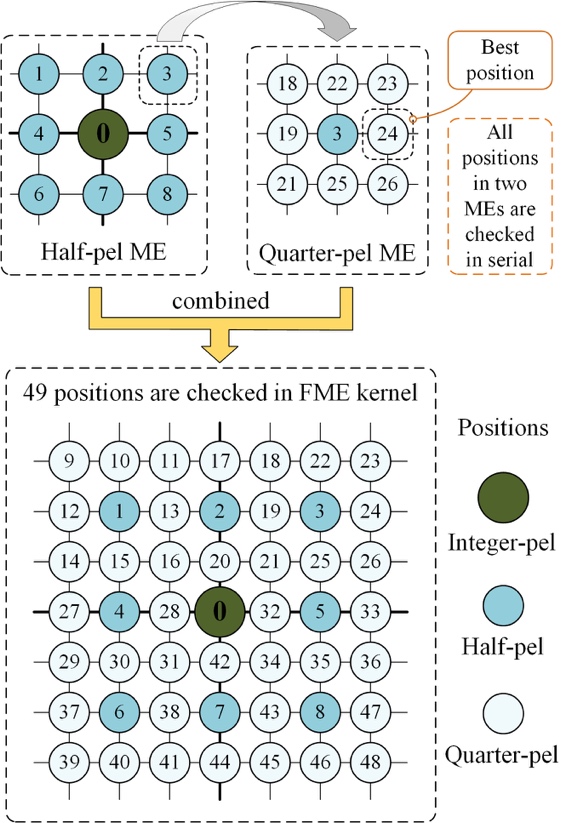 1 2 3
4 0 5
6 7 8
Half-pel ME
18 22 23
19 3 24
21 25 26
Quarter-pel ME
Best
position
All
positions
in two
MEs are
checked
in serial
combined
49 positions are checked in FME kernel
9 10 11 17 18 22 23
12 1 13 2 19 3 24
14 15 16 20 21 25 26
27 4 28 0 32 5 33
29 30 31 42 34 35 36
37 6 38 7 43 8 47
39 40 41 44 45 46 48
Positions
Integer-pel
Half-pel
Quarter-pel